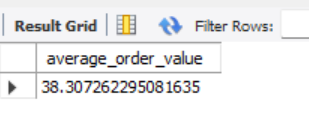 Result Grid Filter Rows:
average_order_value
38.307262295081635